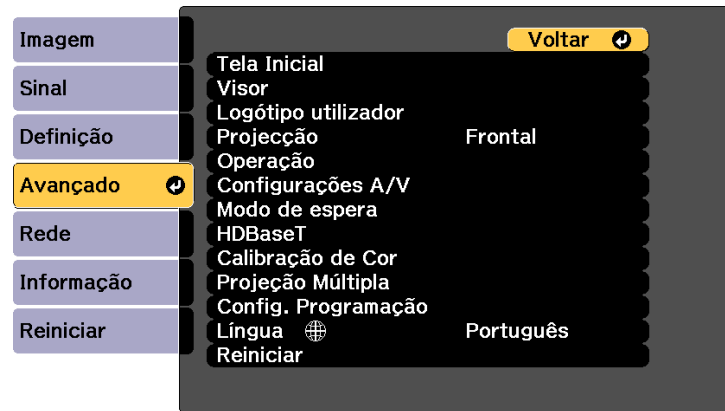 Imagem
Sinal
Definição
Avançado
Rede
Informação
Reiniciar
Voltar
Tela Inicial
Visor
Logótipo utilizador
Projecção Frontal
Operação
Configurações A/V
Modo de espera
HDBaseT
Calibração de Cor
Projeção Múltipla
Config. Programação
Língua Português
Reiniciar